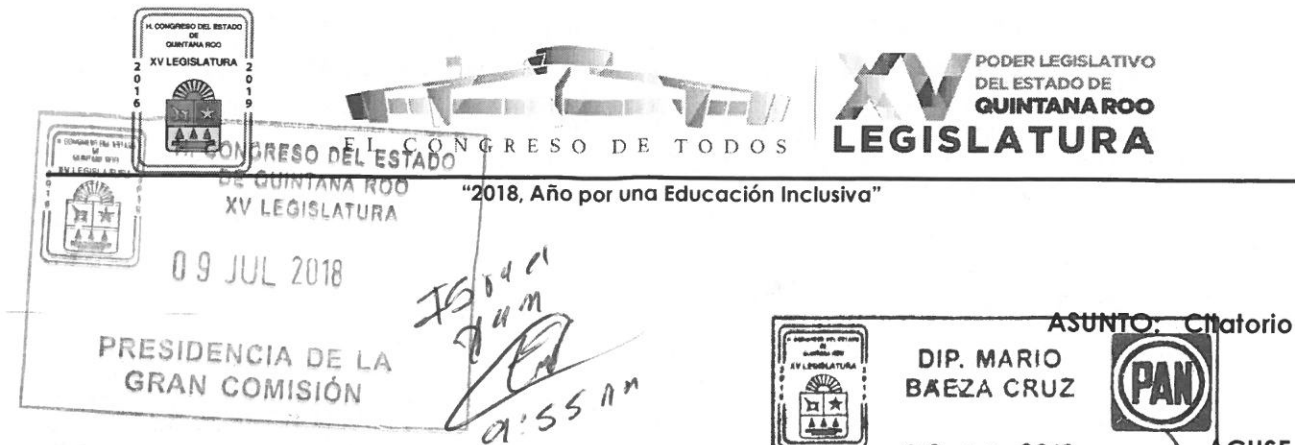 H. CONGRESO DEL ESTADO
DE
QUINTANA ROO
XV LEGISLATURA
2016
2019
EL CONGRESO DE TODOS
PODER LEGISLATIVO
DEL ESTADO DE
QUINTANA ROO
XV
LEGISLATURA
"2018, Año por una Educación Inclusiva"
CONGRESO DEL ESTADO
DE QUINTANA ROO
XV LEGISLATURA
09 JUL 2018
PRESIDENCIA DE LA
GRAN COMISIÓN
9:55 AM
ASUNTO: Citatorio
XV LEGISLATURA
DIP. MARIO
BAEZA CRUZ
PAN